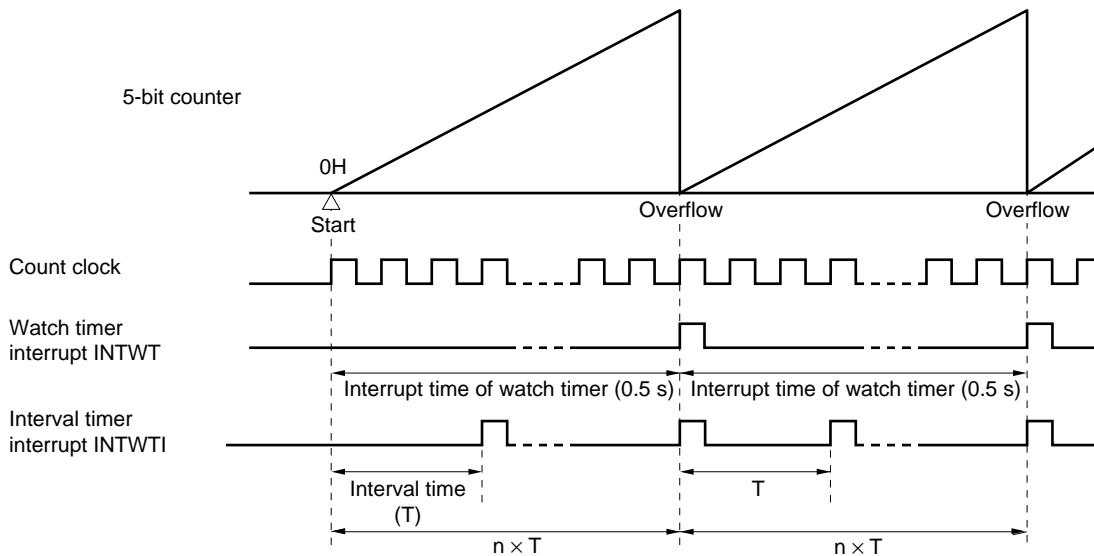 5-bit counter
0H
Start
Overflow
Overflow
Count clock
Watch timer
interrupt INTWT
Interrupt time of watch timer (0.5 s)
Interrupt time of watch timer (0.5 s)
Interval timer
interrupt INTWTI
Interval time
(T)
T
n × T
n × T